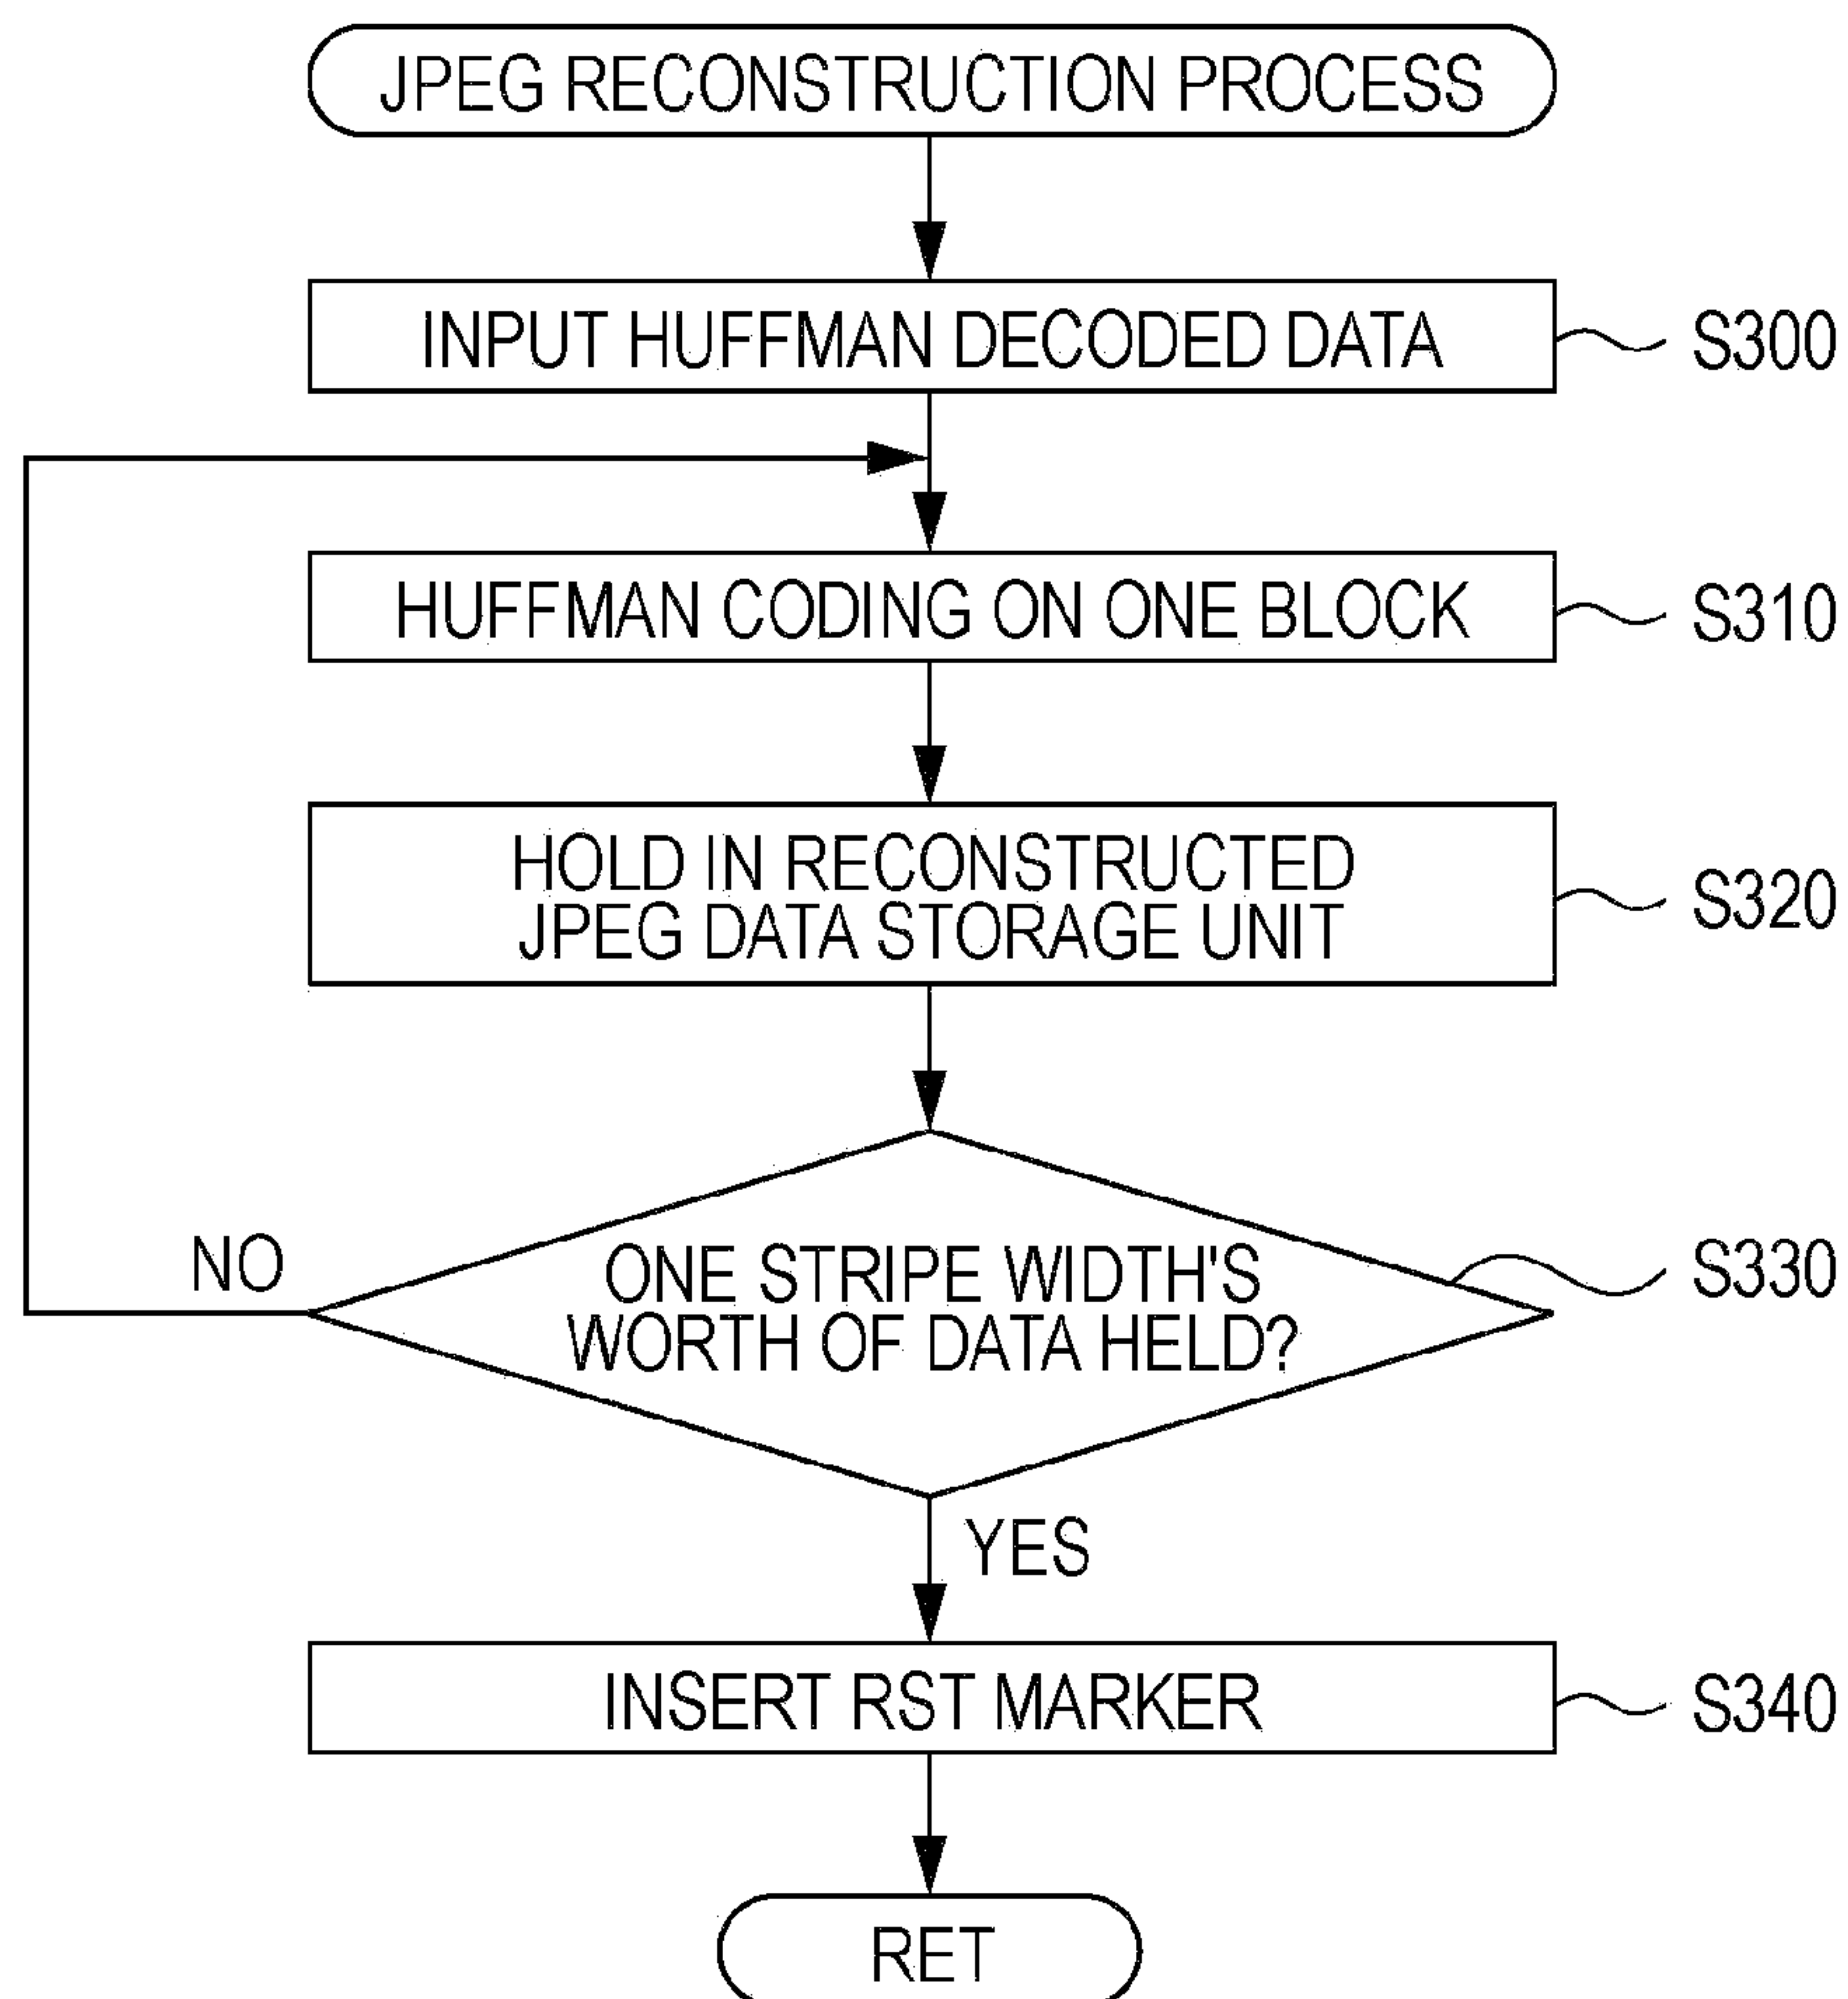 JPEG RECONSTRUCTION PROCESS
INPUT HUFFMAN DECODED DATA
S300
HUFFMAN CODING ON ONE BLOCK
S310
HOLD IN RECONSTRUCTED
JPEG DATA STORAGE UNIT
S320
NO
ONE STRIPE WIDTH'S
WORTH OF DATA HELD?
S330
YES
INSERT RST MARKER
S340
RET